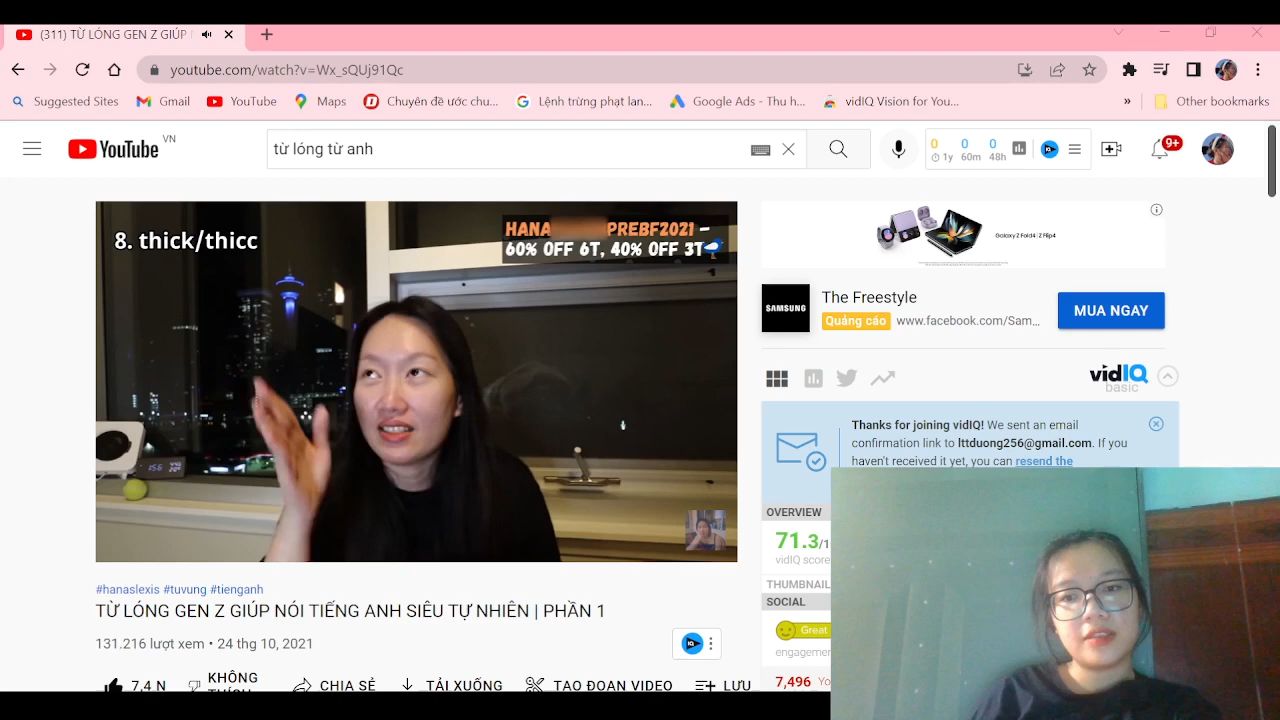 (311) TỪ LÓNG GEN Z GIÚP
youtube.com/watch?v=Wx_sQUj91Qc
Suggested Sites
Gmail
YouTube
Maps
Chuyên đề ước chu...
Lệnh trừng phạt lan...
Google Ads - Thu h...
vidIQ Vision for You...
»
Other bookmarks
YouTube VN
từ lóng từ anh
0 0 0
1y 60m 48h
9+
8. thick/thicc
HANA PREBF2021 -
60% OFF 6T, 40% OFF 3T
Galaxy Z Fold4 | Z Flip4
SAMSUNG
The Freestyle
Quảng cáo www.facebook.com/Sam...
MUA NGAY
vidIQ
basic
Thanks for joining vidIQ! We sent an email
confirmation link to lttduong256@gmail.com. If you
haven't received it yet, you can resend the
OVERVIEW
71.3/1
vidIQ score
THUMBNAIL
SOCIAL
Great
engagemen
7,496 Yo
#hanaslexis #tuvung #tienganh
TỪ LÓNG GEN Z GIÚP NÓI TIẾNG ANH SIÊU TỰ NHIÊN | PHẦN 1
131.216 lượt xem • 24 thg 10, 2021
7,4 N
KHÔNG
THÍCH
CHIA SẺ
TẢI XUỐNG
TẠO ĐOẠN VIDEO
LƯU